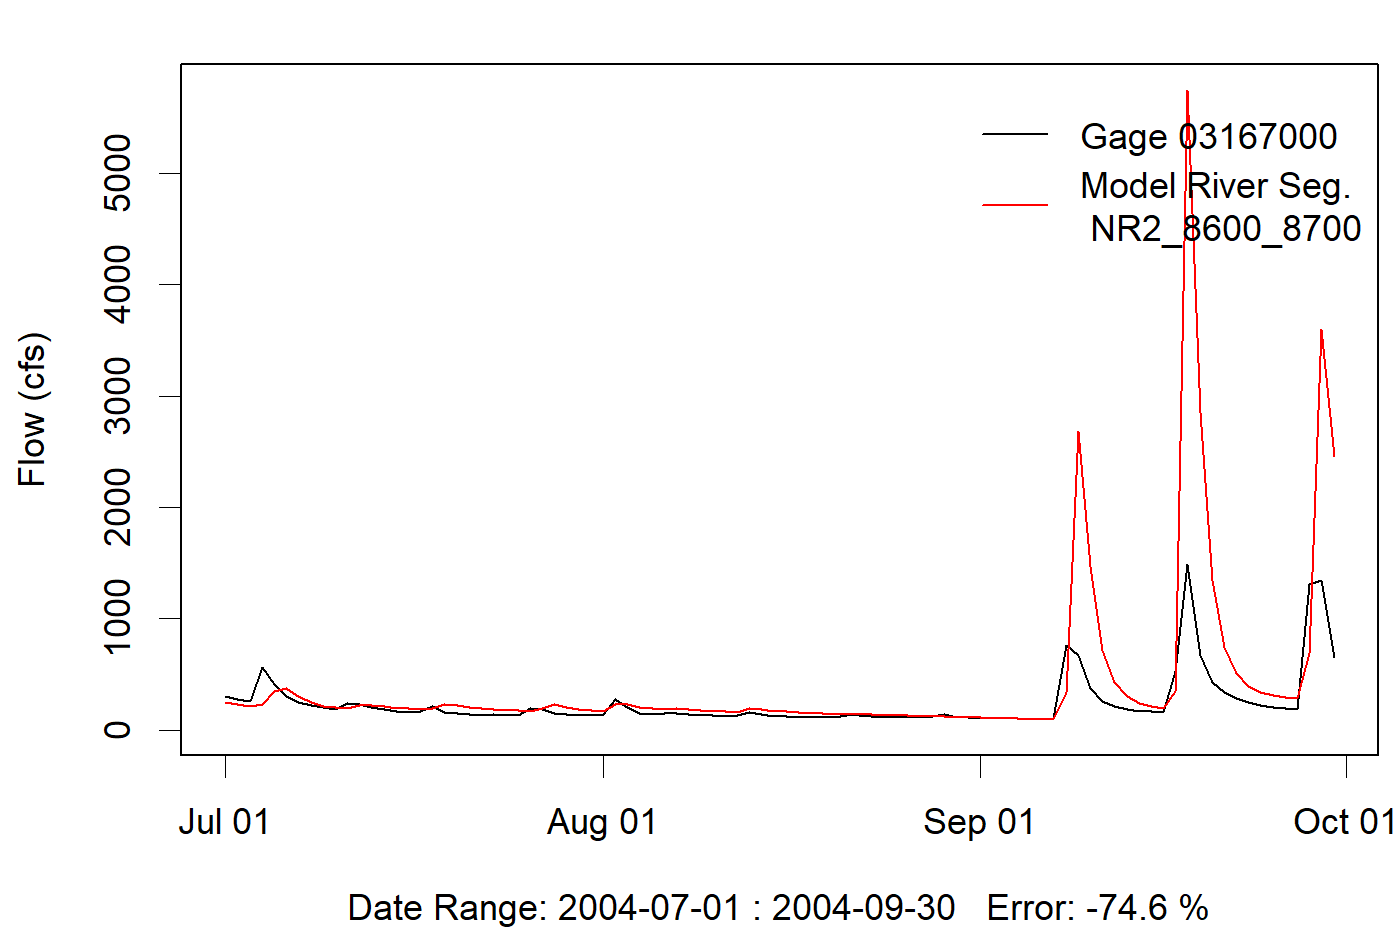 Flow (cfs)
5000
4000
3000
2000
1000
0
Gage 03167000
Model River Seg.
NR2_8600_8700
Jul 01
Aug 01
Sep 01
Oct 01
Date Range: 2004-07-01 : 2004-09-30   Error: -74.6 %